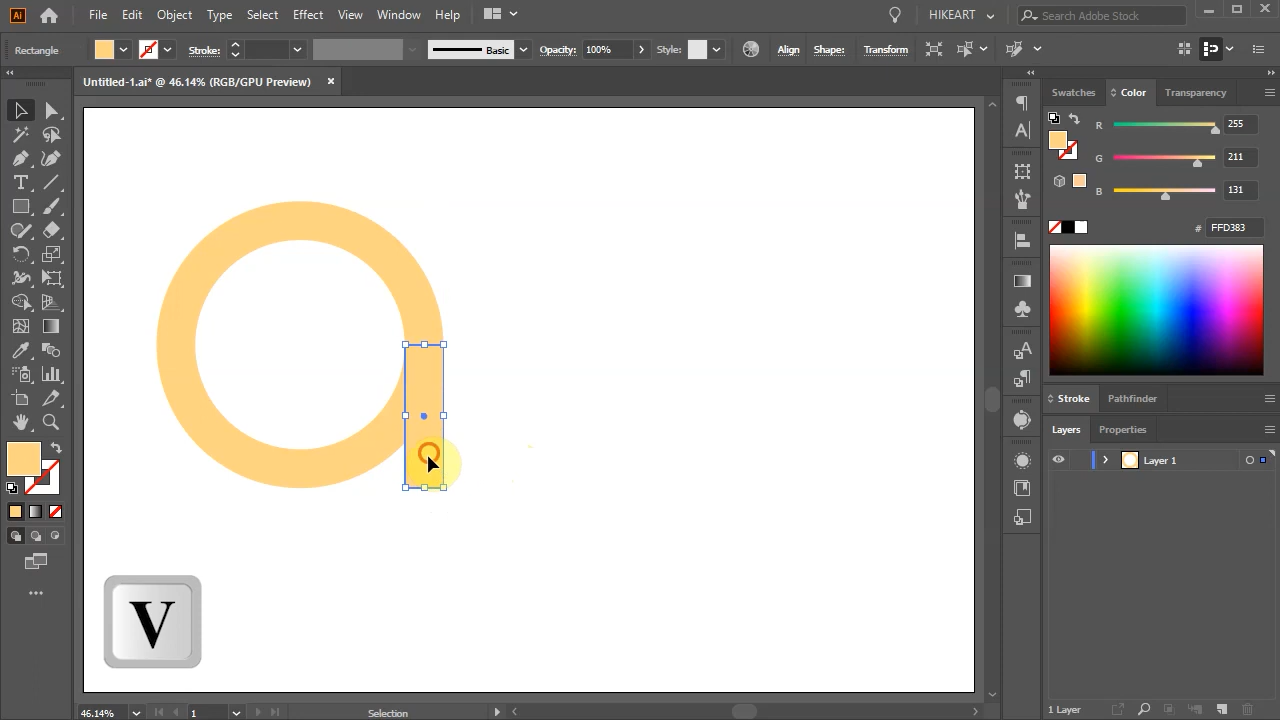 Ai File Edit Object Type Select Effect View Window Help HIKEART Search Adobe Stock
Rectangle Stroke: Basic Opacity: 100% Style: Align Shape: Transform
Untitled-1.ai* @ 46.14% (RGB/GPU Preview) ×
Swatches Color Transparency
R 255
G 211
B 131
# FFD383
Stroke Pathfinder
Layers Properties
Layer 1
V
1 Layer
46.14% 1 Selection